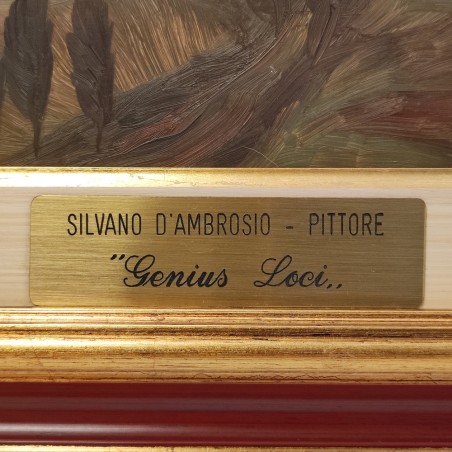 SILVANO D'AMBROSIO - PITTORE
"Genius Loci„